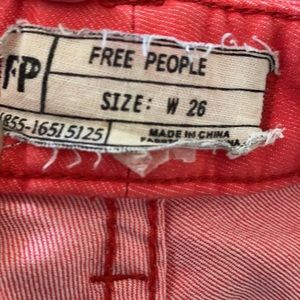 FP
FREE PEOPLE
SIZE: W 26
855-16515125
MADE IN CHINA